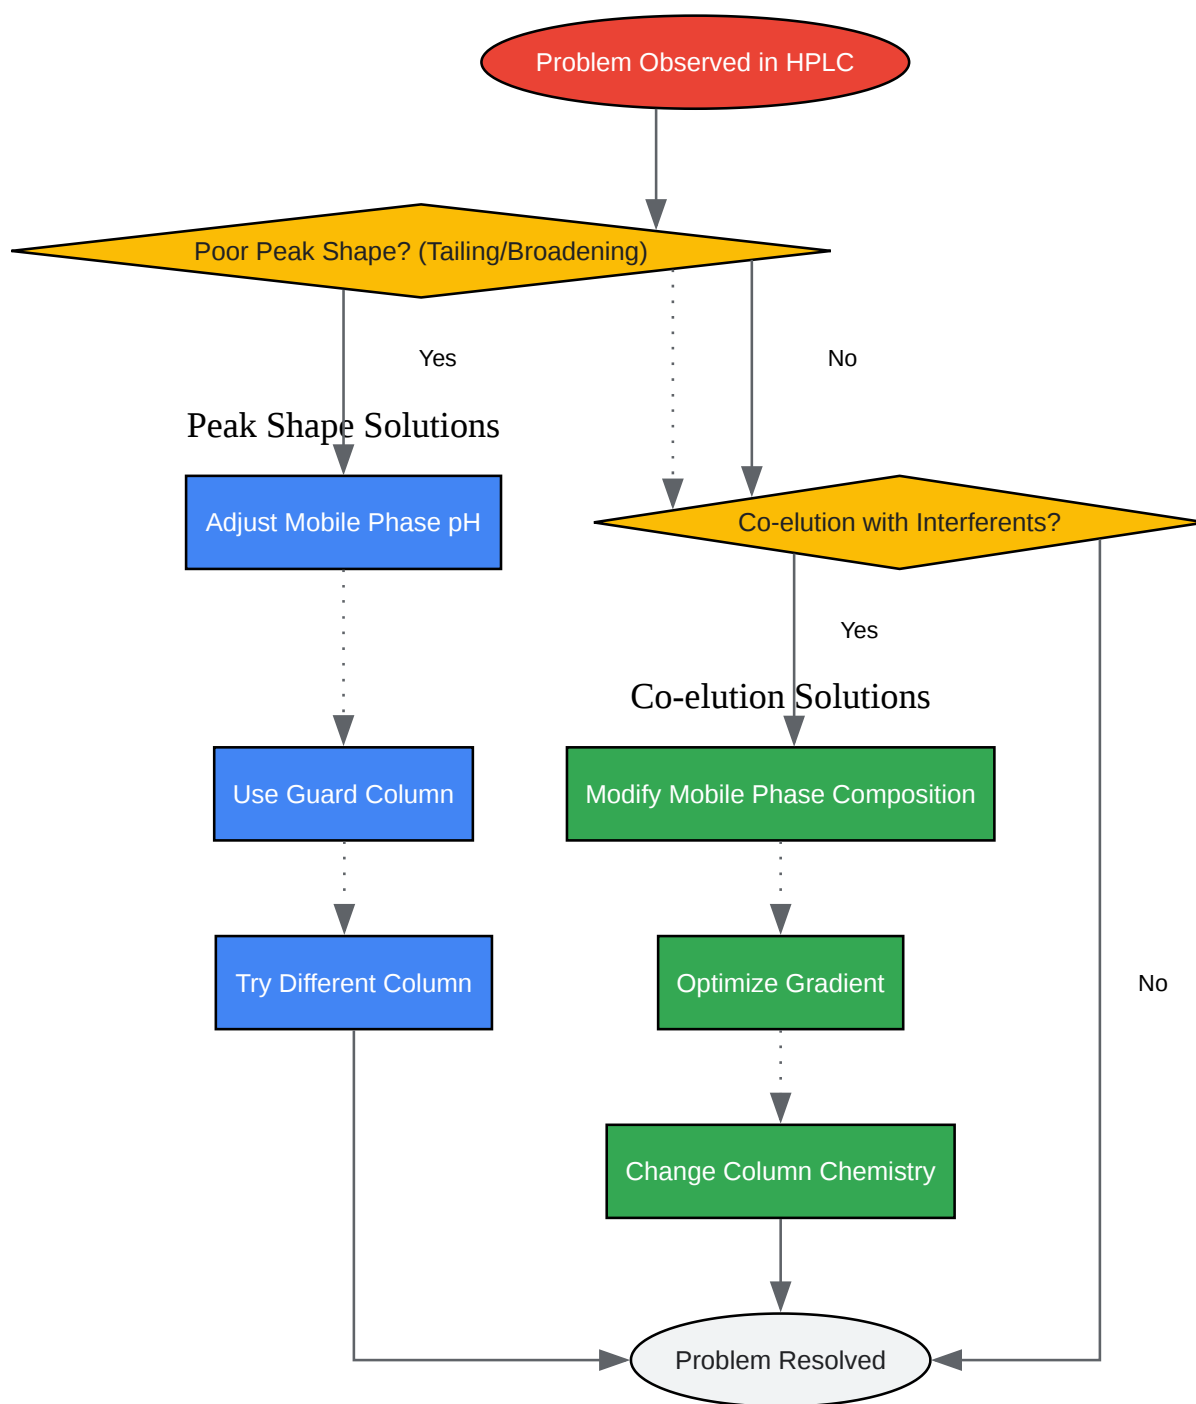 Problem Observed in HPLC
Poor Peak Shape? (Tailing/Broadening)
Yes
No
Peak Shape Solutions
Adjust Mobile Phase pH
Co-elution with Interferents?
Yes
Co-elution Solutions
Use Guard Column
Modify Mobile Phase Composition
Try Different Column
Optimize Gradient
No
Change Column Chemistry
Problem Resolved